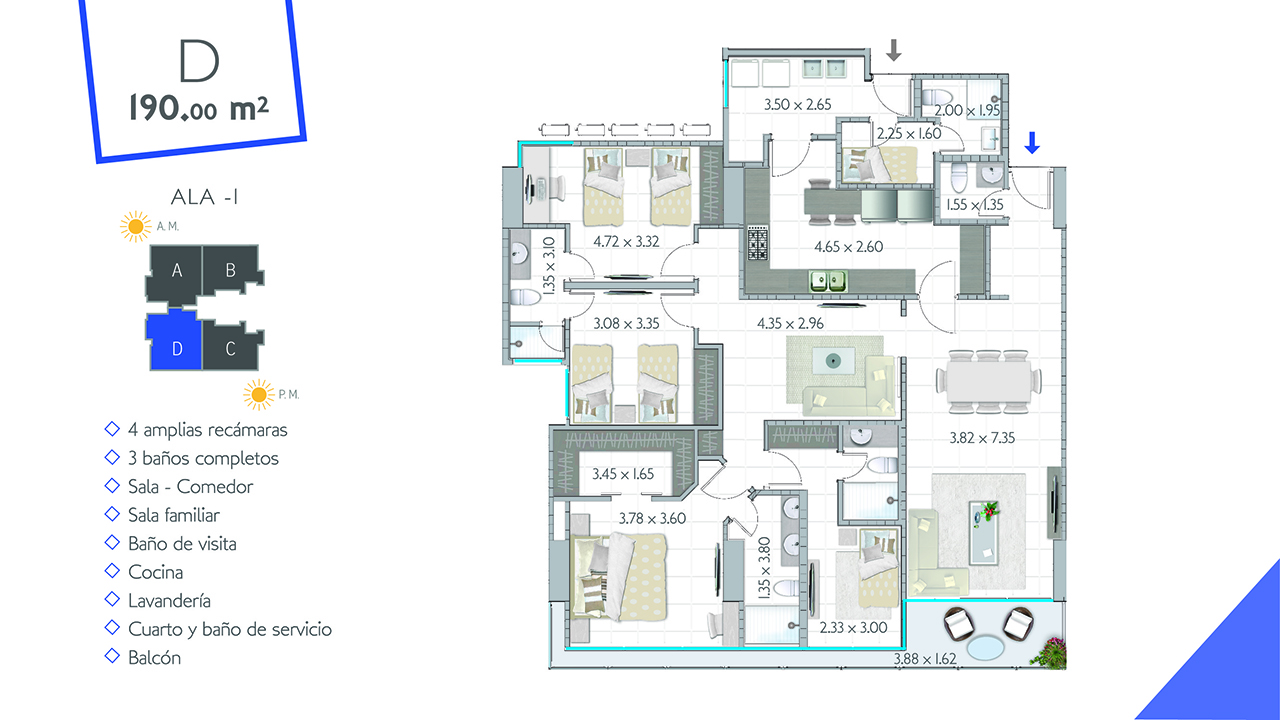 D
190.00 m²
ALA -I
A.M.
A
B
D
C
P.M.
4 amplias recámaras
3 baños completos
Sala - Comedor
Sala familiar
Baño de visita
Cocina
Lavandería
Cuarto y baño de servicio
Balcón
3.50 x 2.65
2.00 x 1.95
2.25 x 1.60
1.55 x 1.35
4.72 x 3.32
1.35 x 3.10
4.65 x 2.60
3.08 x 3.35
4.35 x 2.96
3.82 x 7.35
3.45 x 1.65
3.78 x 3.60
1.35 x 3.80
2.33 x 3.00
3.88 x 1.62